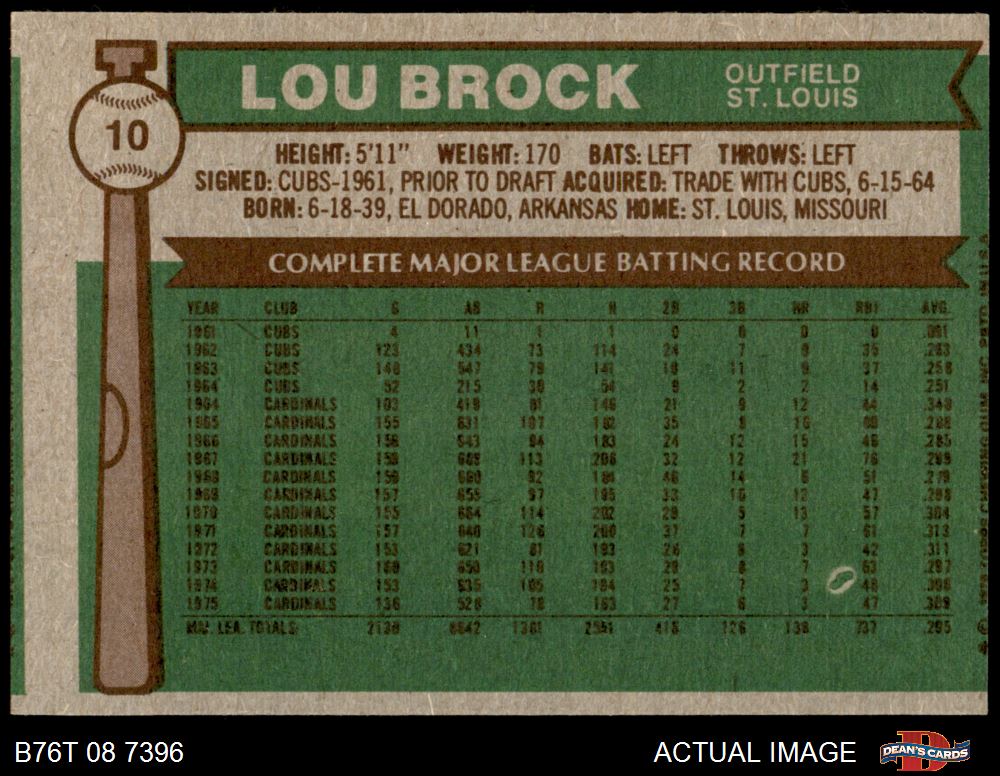 LOU BROCK
OUTFIELD
ST. LOUIS
10
HEIGHT: 5'11" WEIGHT: 170 BATS: LEFT THROWS: LEFT
SIGNED: CUBS-1961, PRIOR TO DRAFT ACQUIRED: TRADE WITH CUBS, 6-15-64
BORN: 6-18-39, EL DORADO, ARKANSAS HOME: ST. LOUIS, MISSOURI
COMPLETE MAJOR LEAGUE BATTING RECORD
YEAR CLUB G AB R H 2B 3B HR RBI AVG.
1961 CUBS 4 11 1 1 0 0 0 0 .091
1962 CUBS 123 434 73 114 24 7 9 35 .263
1963 CUBS 148 547 79 141 19 11 9 37 .258
1964 CUBS 52 215 30 54 9 2 2 14 .251
1964 CARDINALS 103 419 81 146 21 9 12 44 .348
1965 CARDINALS 155 631 107 182 35 8 16 69 .288
1966 CARDINALS 156 643 94 183 24 12 15 46 .285
1967 CARDINALS 159 689 113 206 32 12 21 76 .299
1968 CARDINALS 159 660 92 184 46 14 6 51 .279
1969 CARDINALS 157 655 97 195 33 10 12 47 .298
1970 CARDINALS 155 664 114 202 29 5 13 57 .304
1971 CARDINALS 157 640 126 200 37 7 7 61 .313
1972 CARDINALS 153 621 81 193 26 8 3 42 .311
1973 CARDINALS 160 650 110 193 29 8 7 63 .297
1974 CARDINALS 153 635 105 194 25 7 3 48 .306
1975 CARDINALS 136 528 78 163 27 6 3 47 .309
MAJ. LEA. TOTALS 2130 8642 1381 2551 416 126 138 737 .295
B76T 08 7396
ACTUAL IMAGE
DEAN'S CARDS